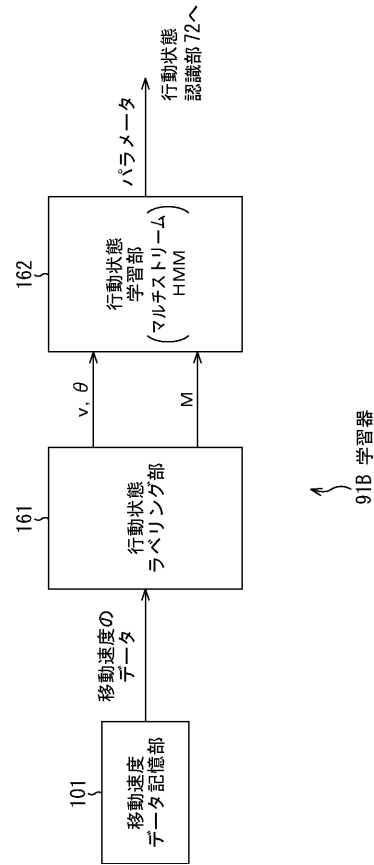 101
移動速度
データ記憶部
移動速度の
データ
161
行動状態
ラベリング部
v, θ
M
162
行動状態
学習部
(マルチストリーム
HMM)
パラメータ
行動状態
認識部 72へ
91B 学習器